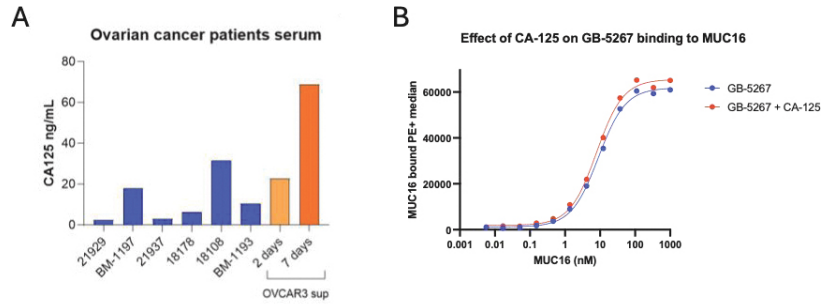 A
Ovarian cancer patients serum
CA125 ng/mL
80
60
40
20
0
21929
BM-1197
21937
18178
18108
BM-1193
2 days
7 days
OVCAR3 sup
B
Effect of CA-125 on GB-5267 binding to MUC16
MUC16 bound PE+ median
60000
40000
20000
0
0.001
0.01
0.1
1
10
100
1000
MUC16 (nM)
GB-5267
GB-5267 + CA-125